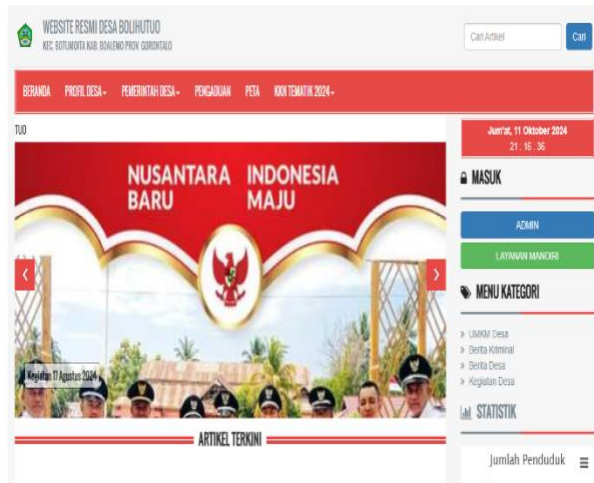 WEBSITE RESMI DESA BOLIHUTUO
KEC. BOTUMOITA KAB. BOALEMO PROV. GORONTALO
Cari Artikel
Cari
BERANDA PROFIL DESA PEMERINTAH DESA PENGADUAN PETA KKN TEMATIK 2024
TUO
Jum'at, 11 Oktober 2024
21 : 16 : 36
NUSANTARA BARU
INDONESIA MAJU
Kegiatan 17 Agustus 2024
MASUK
ADMIN
LAYANAN MANDIRI
MENU KATEGORI
UMKM Desa
Berita Kriminal
Berita Desa
Kegiatan Desa
STATISTIK
Jumlah Penduduk
ARTIKEL TERKINI